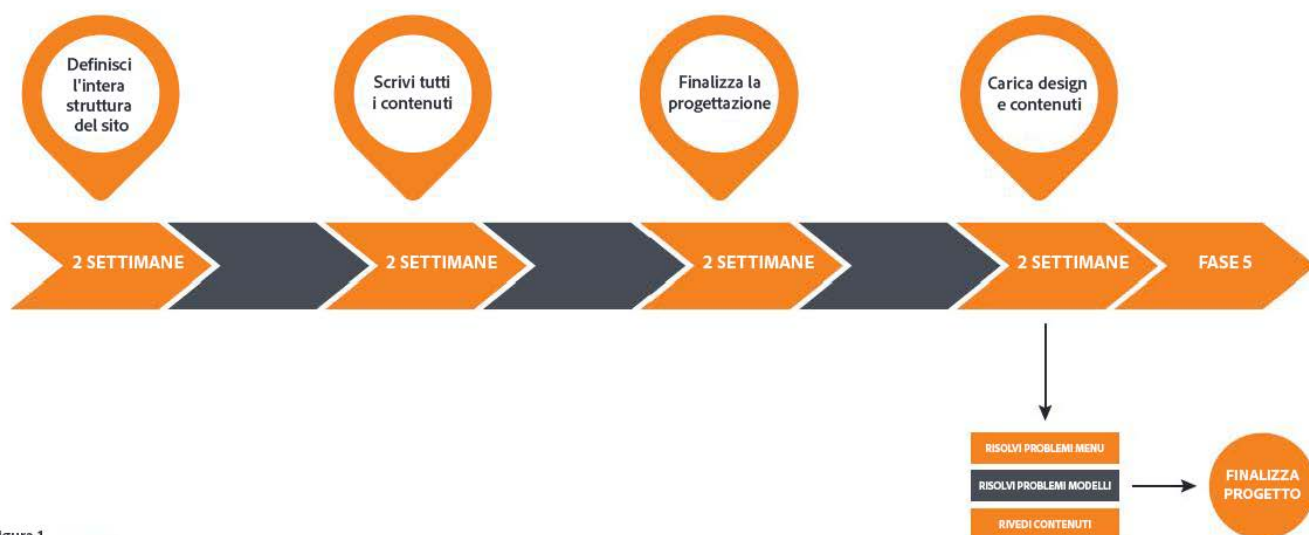 Definisci
l'intera
struttura
del sito
Scrivi tutti
i contenuti
Finalizza la
progettazione
Carica design
e contenuti
2 SETTIMANE
2 SETTIMANE
2 SETTIMANE
2 SETTIMANE
FASE 5
RISOLVI PROBLEMI MENU
RISOLVI PROBLEMI MODELLI
RIVEDI CONTENUTI
FINALIZZA
PROGETTO